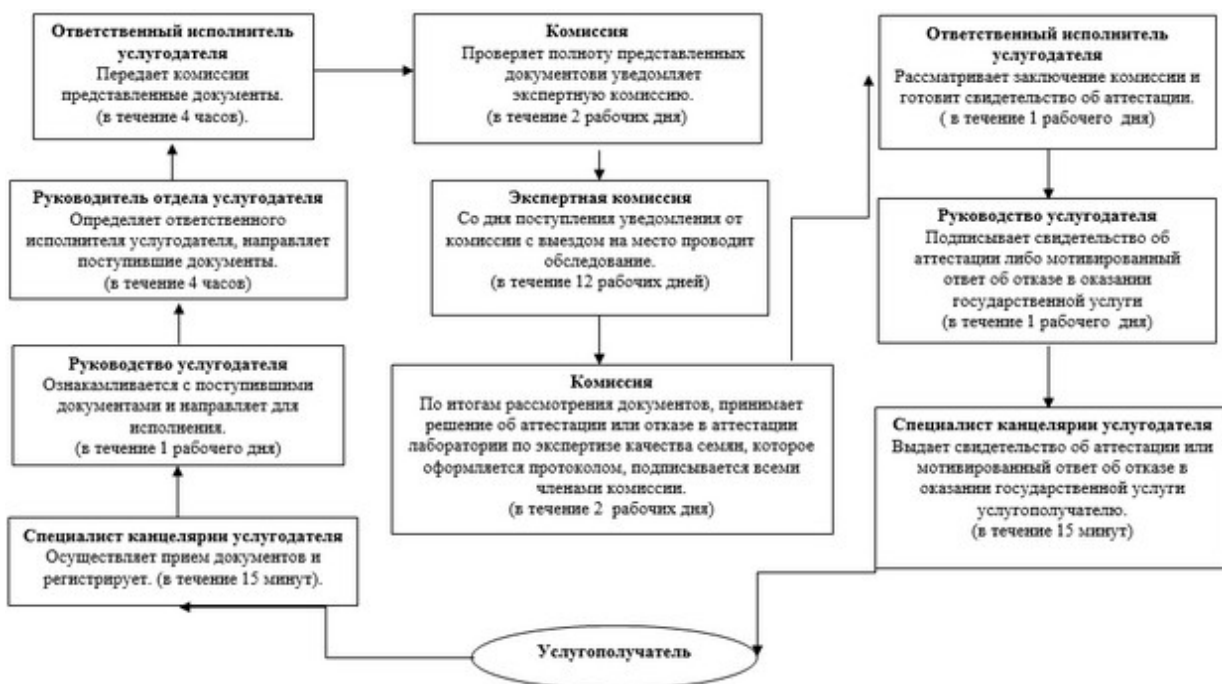 Ответственный исполнитель
услугодателя
Передает комиссии
представленные документы.
(в течение 4 часов).
Комиссия
Проверяет полноту представленных
документови уведомляет
экспертную комиссию.
(в течение 2 рабочих дня)
Ответственный исполнитель
услугодателя
Рассматривает заключение комиссии и
готовит свидетельство об аттестации.
( в течение 1 рабочего дня)
Руководитель отдела услугодателя
Определяет ответственного
исполнителя услугодателя, направляет
поступившие документы.
(в течение 4 часов)
Экспертная комиссия
Со дня поступления уведомления от
комиссии с выездом на место проводит
обследование.
(в течение 12 рабочих дней)
Руководство услугодателя
Подписывает свидетельство об
аттестации либо мотивированный
ответ об отказе в оказании
государственной услуги
(в течение 1 рабочего дня)
Руководство услугодателя
Ознакамливается с поступившими
документами и направляет для
исполнения.
(в течение 1 рабочего дня)
Комиссия
По итогам рассмотрения документов, принимает
решение об аттестации или отказе в аттестации
лаборатории по экспертизе качества семян, которое
оформляется протоколом, подписывается всеми
членами комиссии.
(в течение 2 рабочих дня)
Специалист канцелярии услугодателя
Выдает свидетельство об аттестации или
мотивированный ответ об отказе в
оказании государственной услуги
услугополучателю.
(в течение 15 минут)
Специалист канцелярии услугодателя
Осуществляет прием документов и
регистрирует. (в течение 15 минут).
Услугополучатель